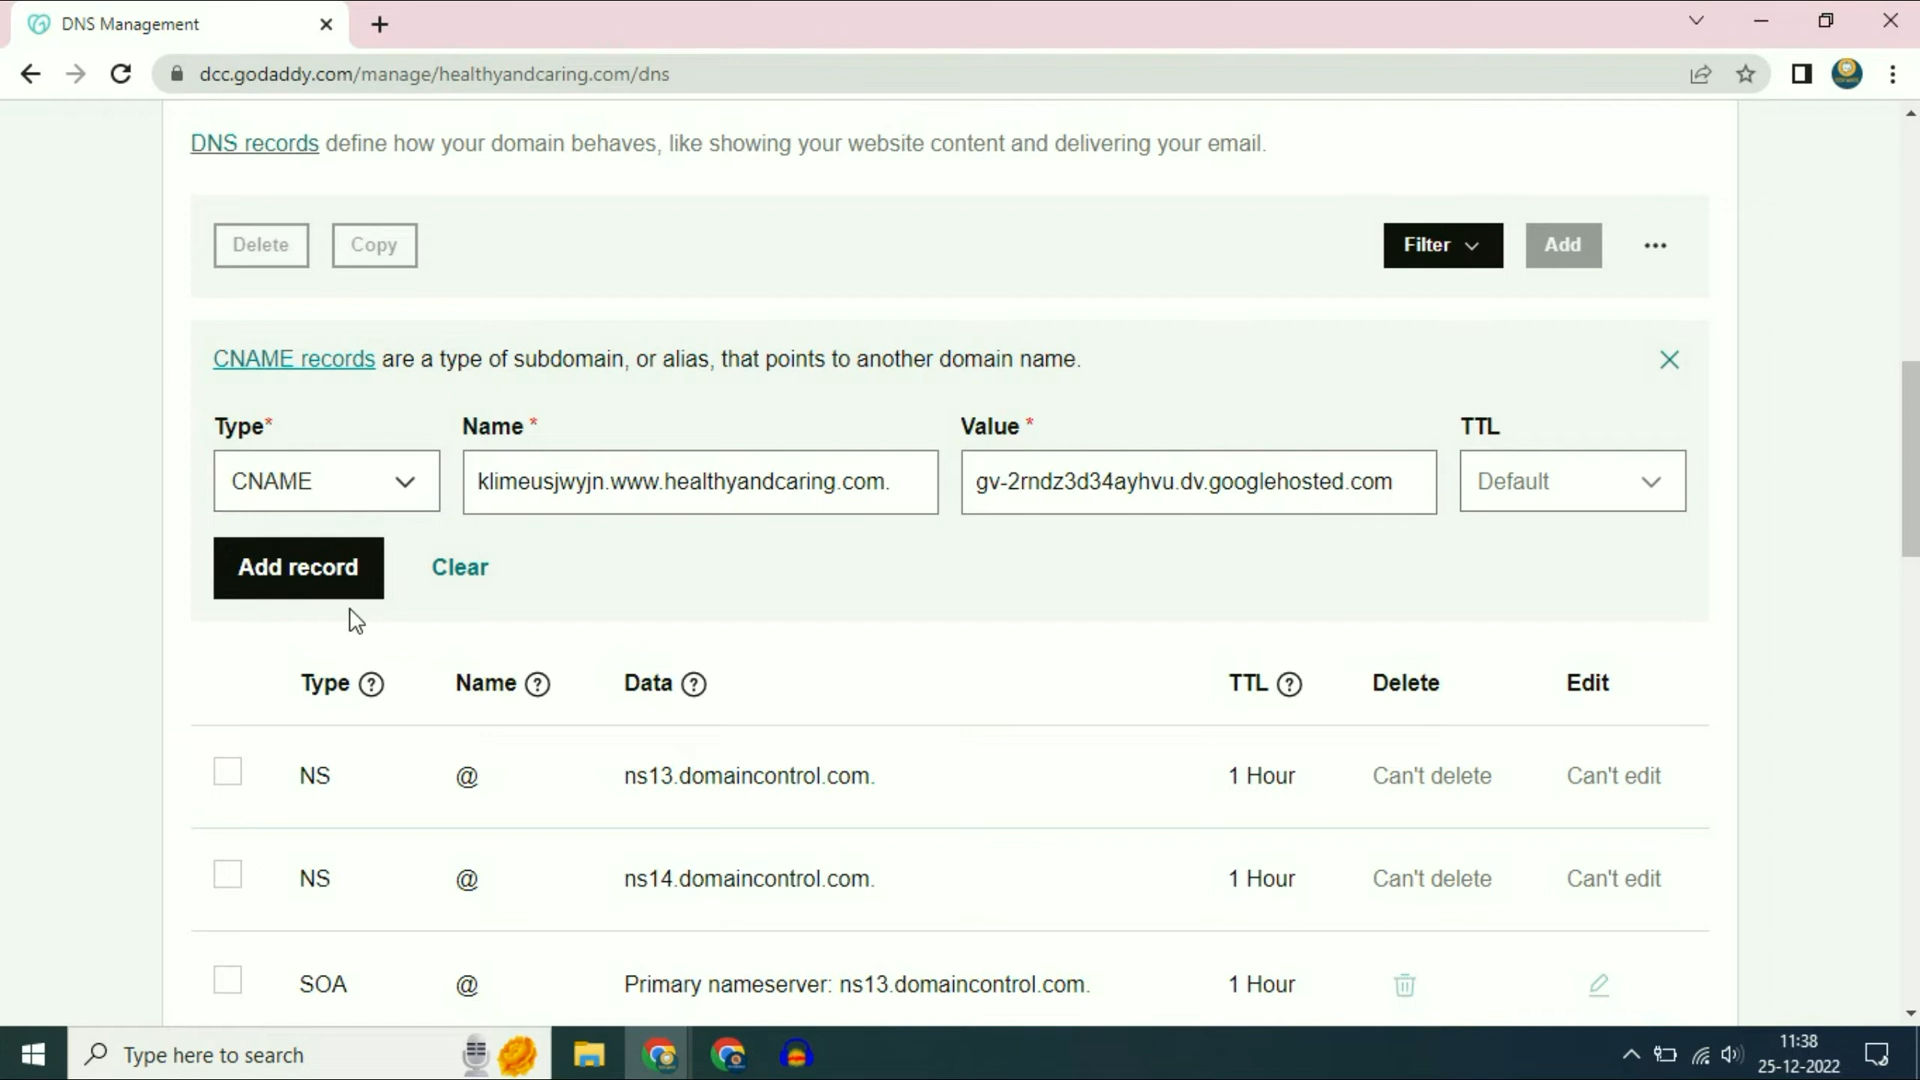 DNS Management
dcc.godaddy.com/manage/healthyandcaring.com/dns
DNS records define how your domain behaves, like showing your website content and delivering your email.
Delete Copy Filter Add
CNAME records are a type of subdomain, or alias, that points to another domain name.
Type* Name * Value * TTL
CNAME klimeusjwyjn.www.healthyandcaring.com. gv-2rndz3d34ayhvu.dv.googlehosted.com Default
Add record Clear
Type Name Data TTL Delete Edit
NS @ ns13.domaincontrol.com. 1 Hour Can't delete Can't edit
NS @ ns14.domaincontrol.com. 1 Hour Can't delete Can't edit
SOA @ Primary nameserver: ns13.domaincontrol.com. 1 Hour
Type here to search
11:38
25-12-2022